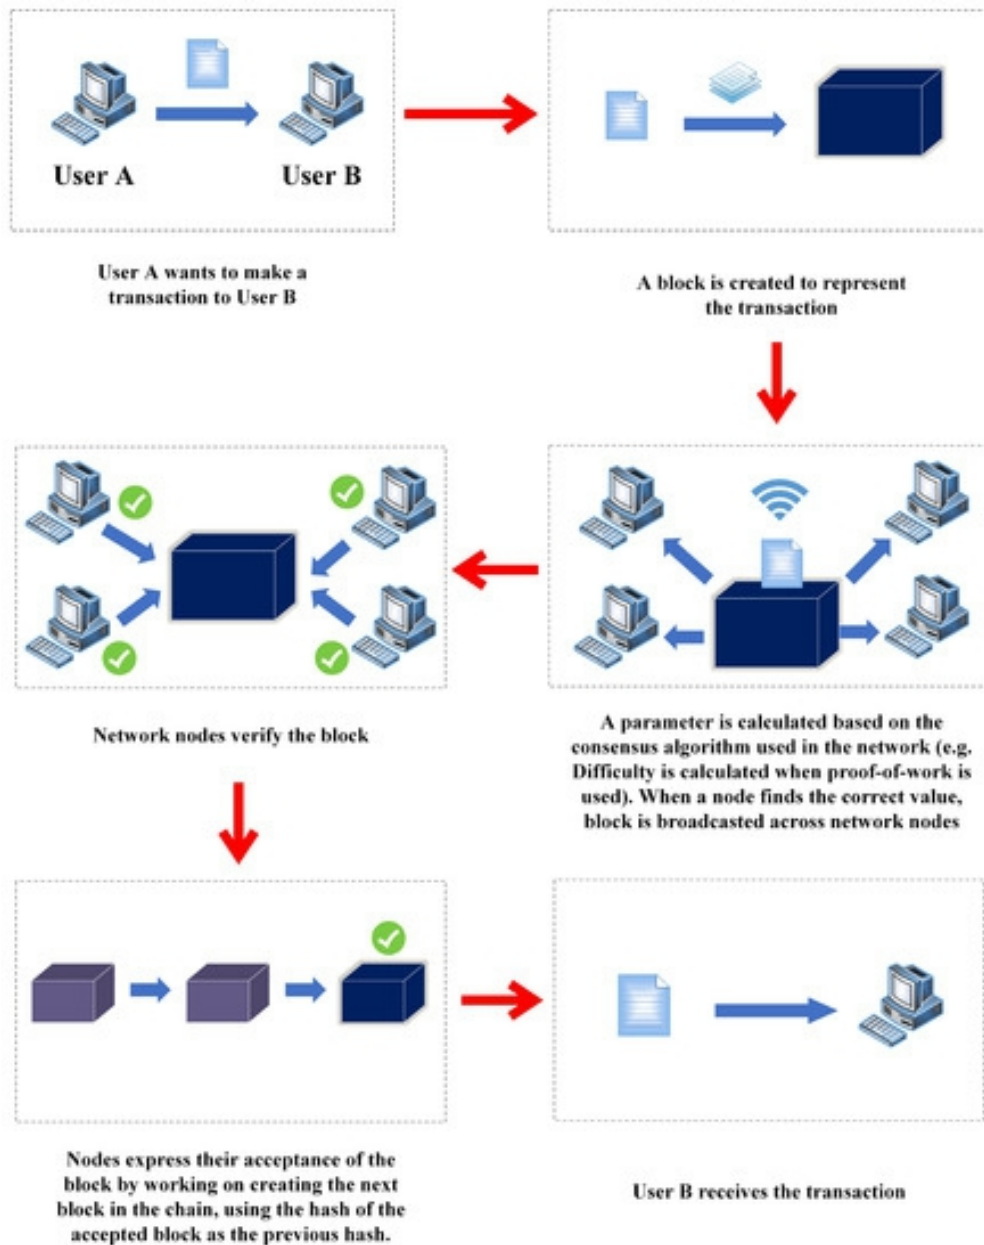 User A
User B
User A wants to make a
transaction to User B
A block is created to represent
the transaction
A parameter is calculated based on the
consensus algorithm used in the network (e.g.
Difficulty is calculated when proof-of-work is
used). When a node finds the correct value,
block is broadcasted across network nodes
Network nodes verify the block
Nodes express their acceptance of the
block by working on creating the next
block in the chain, using the hash of the
accepted block as the previous hash.
User B receives the transaction